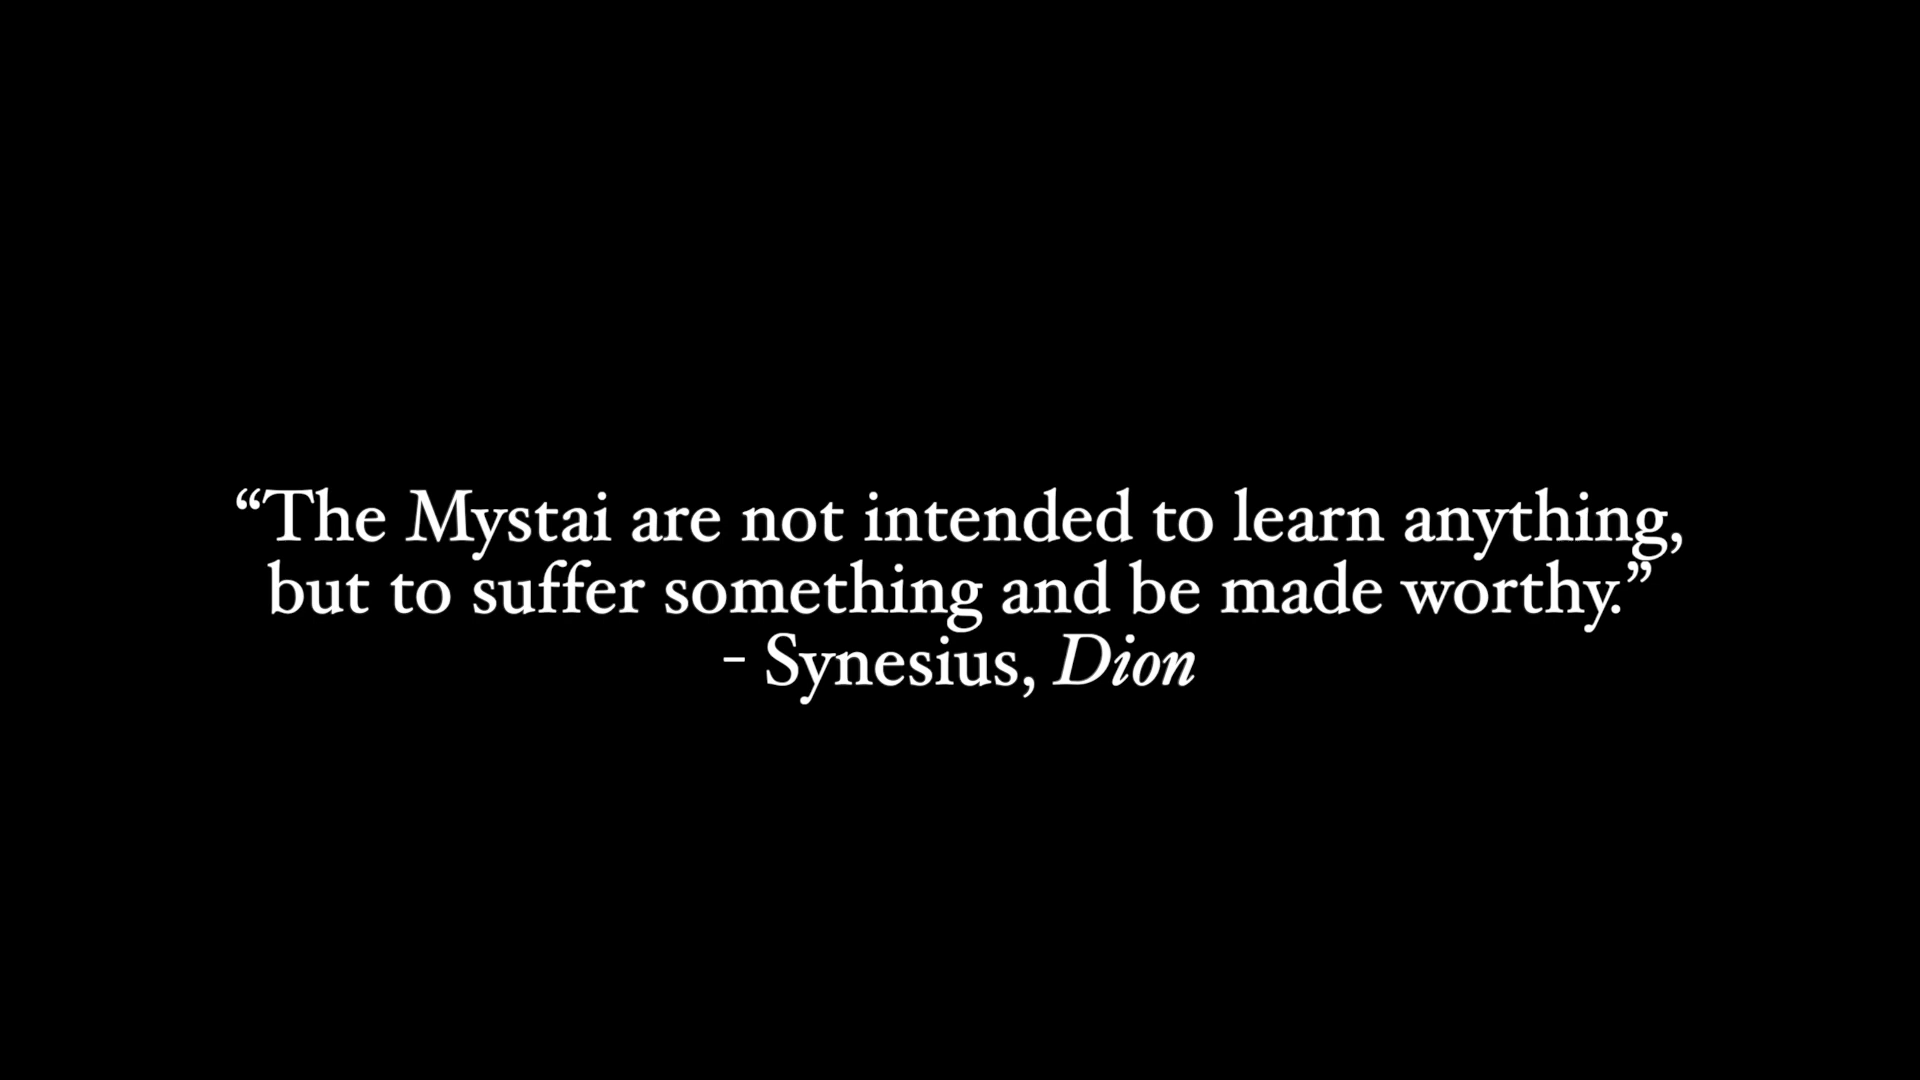 “The Mystai are not intended to learn anything,
but to suffer something and be made worthy.”
- Synesius, Dion